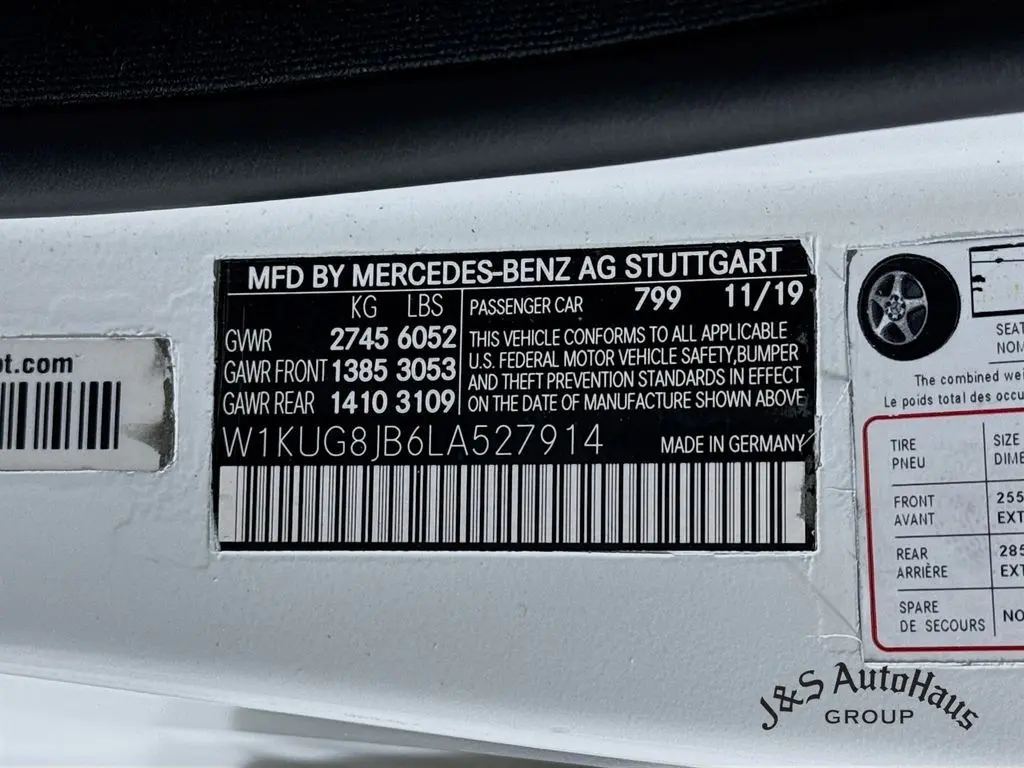 MFD BY MERCEDES-BENZ AG STUTTGART
KG LBS
GVWR 2745 6052
GAWR FRONT 1385 3053
GAWR REAR 1410 3109
PASSENGER CAR 799 11/19
THIS VEHICLE CONFORMS TO ALL APPLICABLE
U.S. FEDERAL MOTOR VEHICLE SAFETY, BUMPER
AND THEFT PREVENTION STANDARDS IN EFFECT
ON THE DATE OF MANUFACTURE SHOWN ABOVE
W1KUG8JB6LA527914 MADE IN GERMANY
.com
The combined
Le poids total des
TIRE SIZE
PNEU
FRONT 255
AVANT
REAR 285
ARRIÈRE
SPARE
DE SECOURS
J&S AutoHaus
GROUP